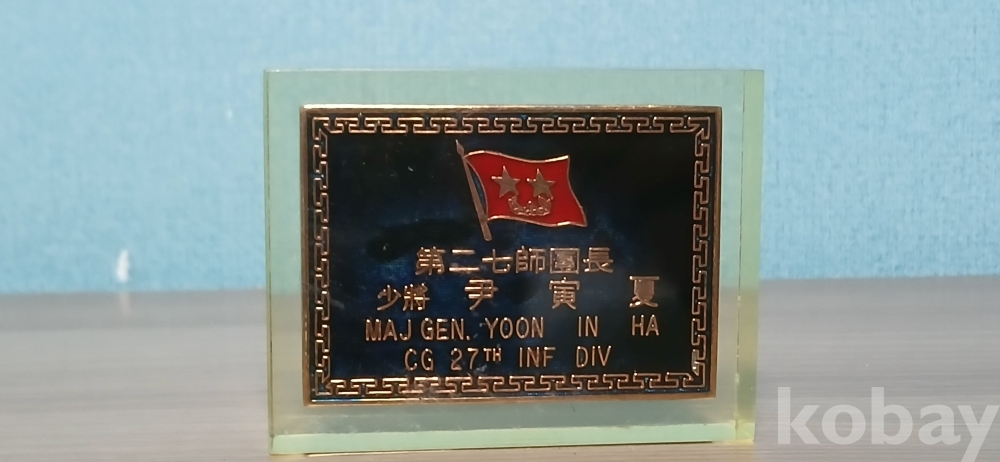 第二七師團長
少將 尹 寅 夏
MAJ GEN. YOON IN HA
CG 27TH INF DIV
kobay